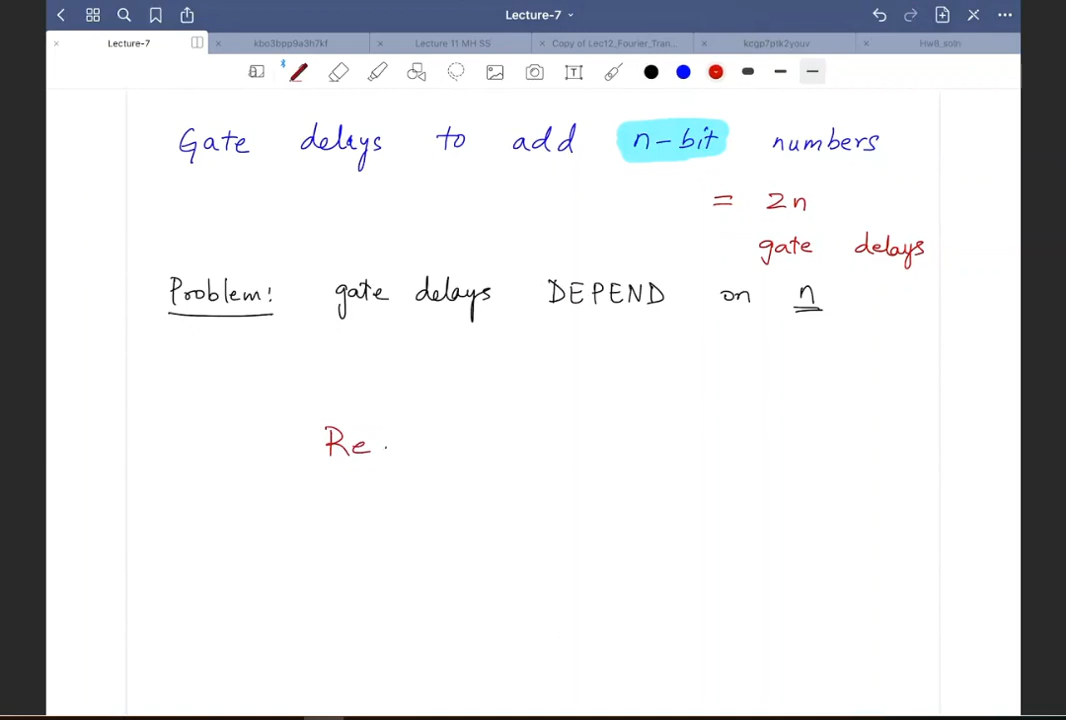 Lecture-7
Lecture-7
kbo3bpp9a3h7kf
Lecture 11 MH SS
Copy of Lec12_Fourier_Tran...
kcgp7ptk2youv
Hw8_soln
Gate delays to add n-bit numbers
= 2n
gate delays
Problem: gate delays DEPEND on n
Re